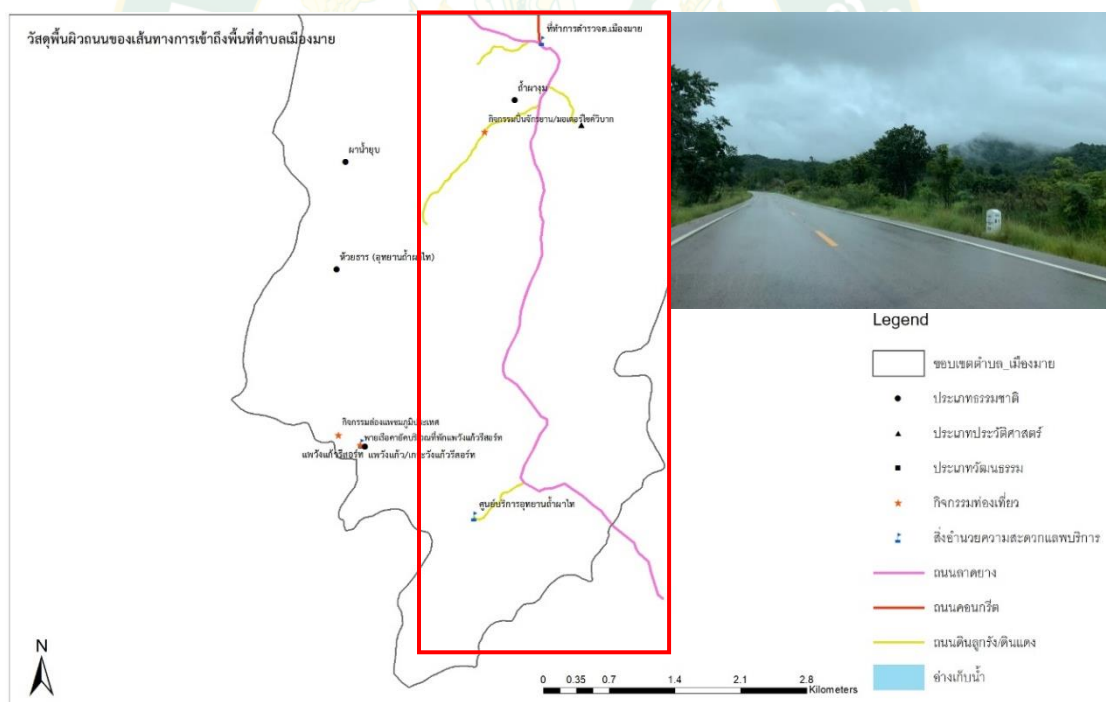 วัสดุพื้นผิวถนนของเส้นทางการเข้าถึงพื้นที่ตำบลเมืองมาย
ที่ทำการตำรวจต.เมืองมาย
ถ้ำผางุม
กิจกรรมปั่นจักรยาน/มอเตอร์ไซค์วิบาก
ผาน้ำยุบ
ห้วยธาร (อุทยานถ้ำผาไท)
กิจกรรมส่องแพชมภูมิประเทศ
พายเรือคายัคบริเวณที่พักแพวังแก้วรีสอร์ท
แพวังแก้วรีสอร์ท
แพวังแก้ว/เกาะวังแก้วรีสอร์ท
ศูนย์บริการอุทยานถ้ำผาไท
Legend
ขอบเขตตำบล_เมืองมาย
ประเภทธรรมชาติ
ประเภทประวัติศาสตร์
ประเภทวัฒนธรรม
กิจกรรมท่องเที่ยว
สิ่งอำนวยความสะดวกแลพบริการ
ถนนลาดยาง
ถนนคอนกรีต
ถนนดินลูกรัง/ดินแดง
อ่างเก็บน้ำ
N
0 0.35 0.7 1.4 2.1 2.8
Kilometers